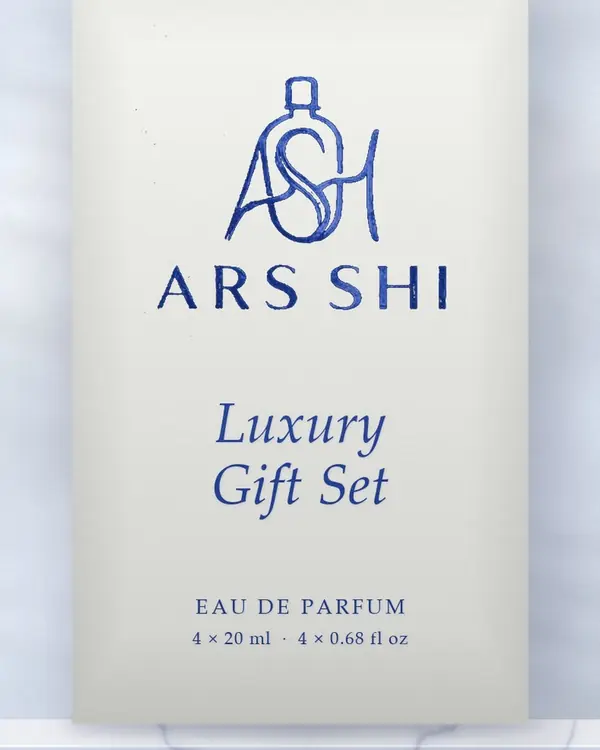 ASH
ARS SHI
Luxury
Gift Set
EAU DE PARFUM
4 × 20 ml · 4 × 0.68 fl oz